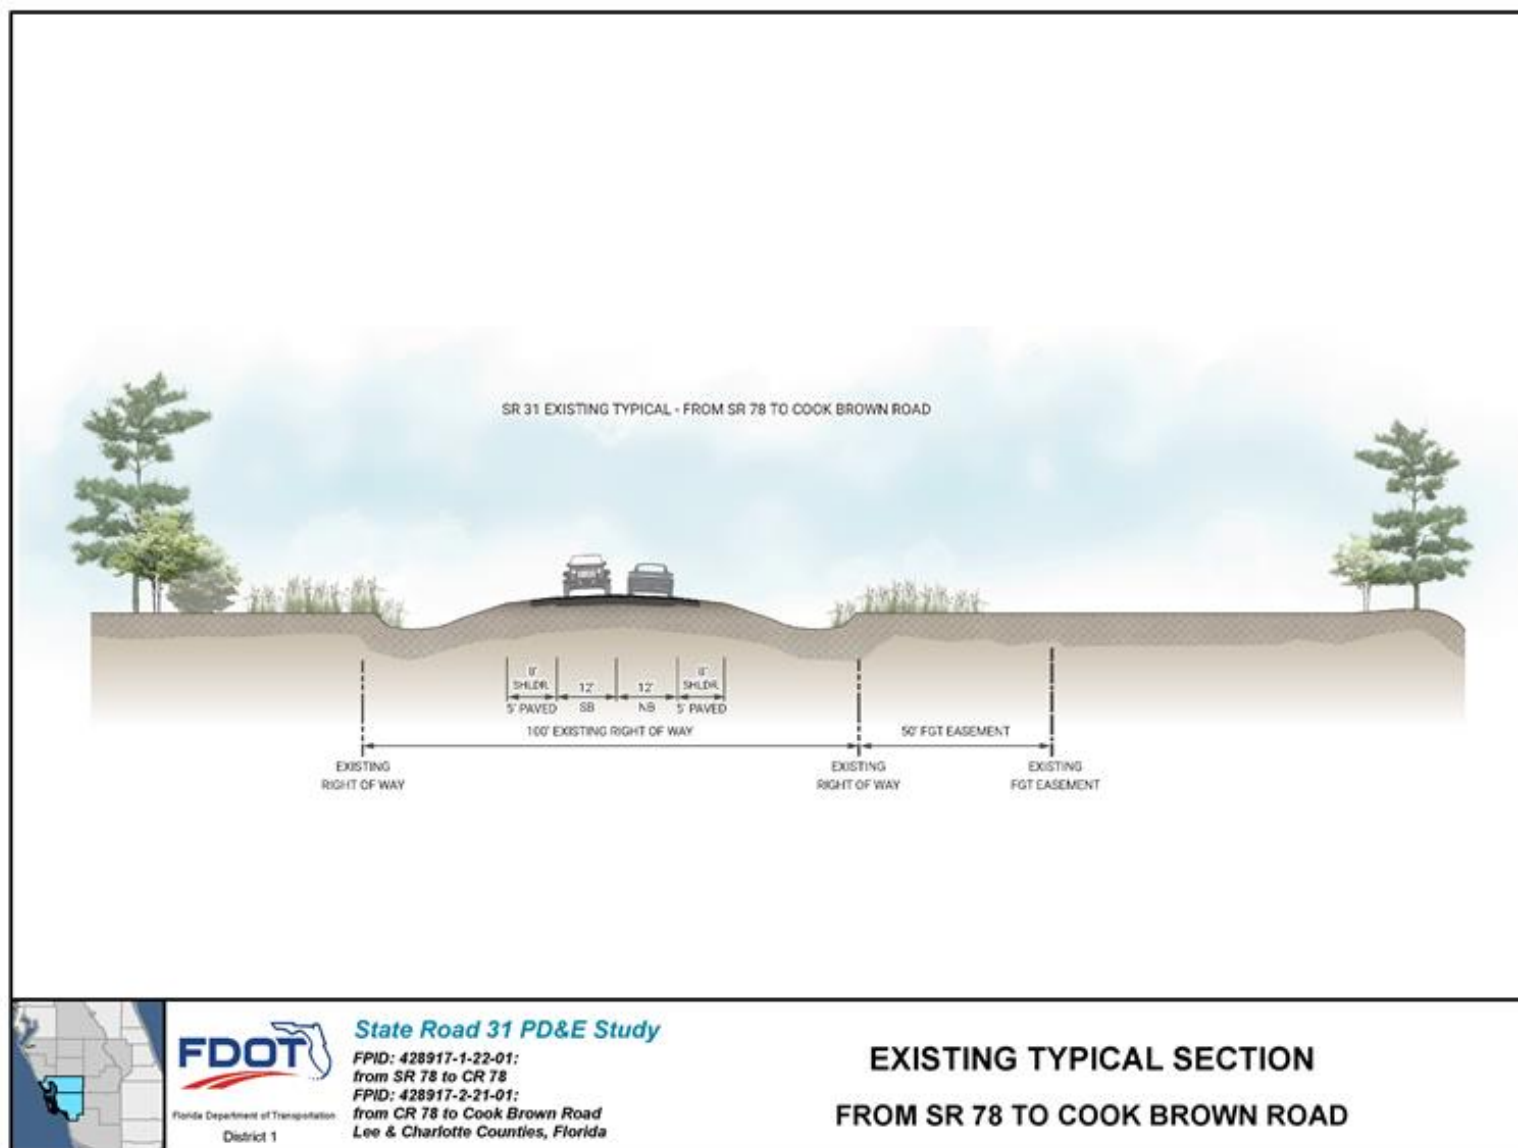 SR 31 EXISTING TYPICAL - FROM SR 78 TO COOK BROWN ROAD
8' 8'
SHLDR. 12' 12' SHLDR.
5' PAVED SB NB 5' PAVED
100' EXISTING RIGHT OF WAY 50' FGT EASEMENT
EXISTING EXISTING EXISTING
RIGHT OF WAY RIGHT OF WAY FGT EASEMENT
FDOT
Florida Department of Transportation
District 1
State Road 31 PD&E Study
FPID: 428917-1-22-01:
from SR 78 to CR 78
FPID: 428917-2-21-01:
from CR 78 to Cook Brown Road
Lee & Charlotte Counties, Florida
EXISTING TYPICAL SECTION
FROM SR 78 TO COOK BROWN ROAD